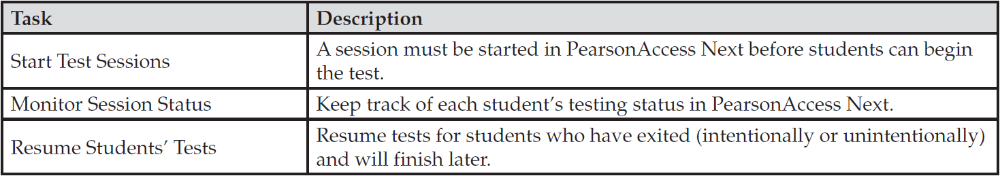 Task Description
Start Test Sessions
A session must be started in PearsonAccess Next before students can begin
the test.
Monitor Session Status
Keep track of each student’s testing status in PearsonAccess Next.
Resume Students’ Tests
Resume tests for students who have exited (intentionally or unintentionally)
and will finish later.